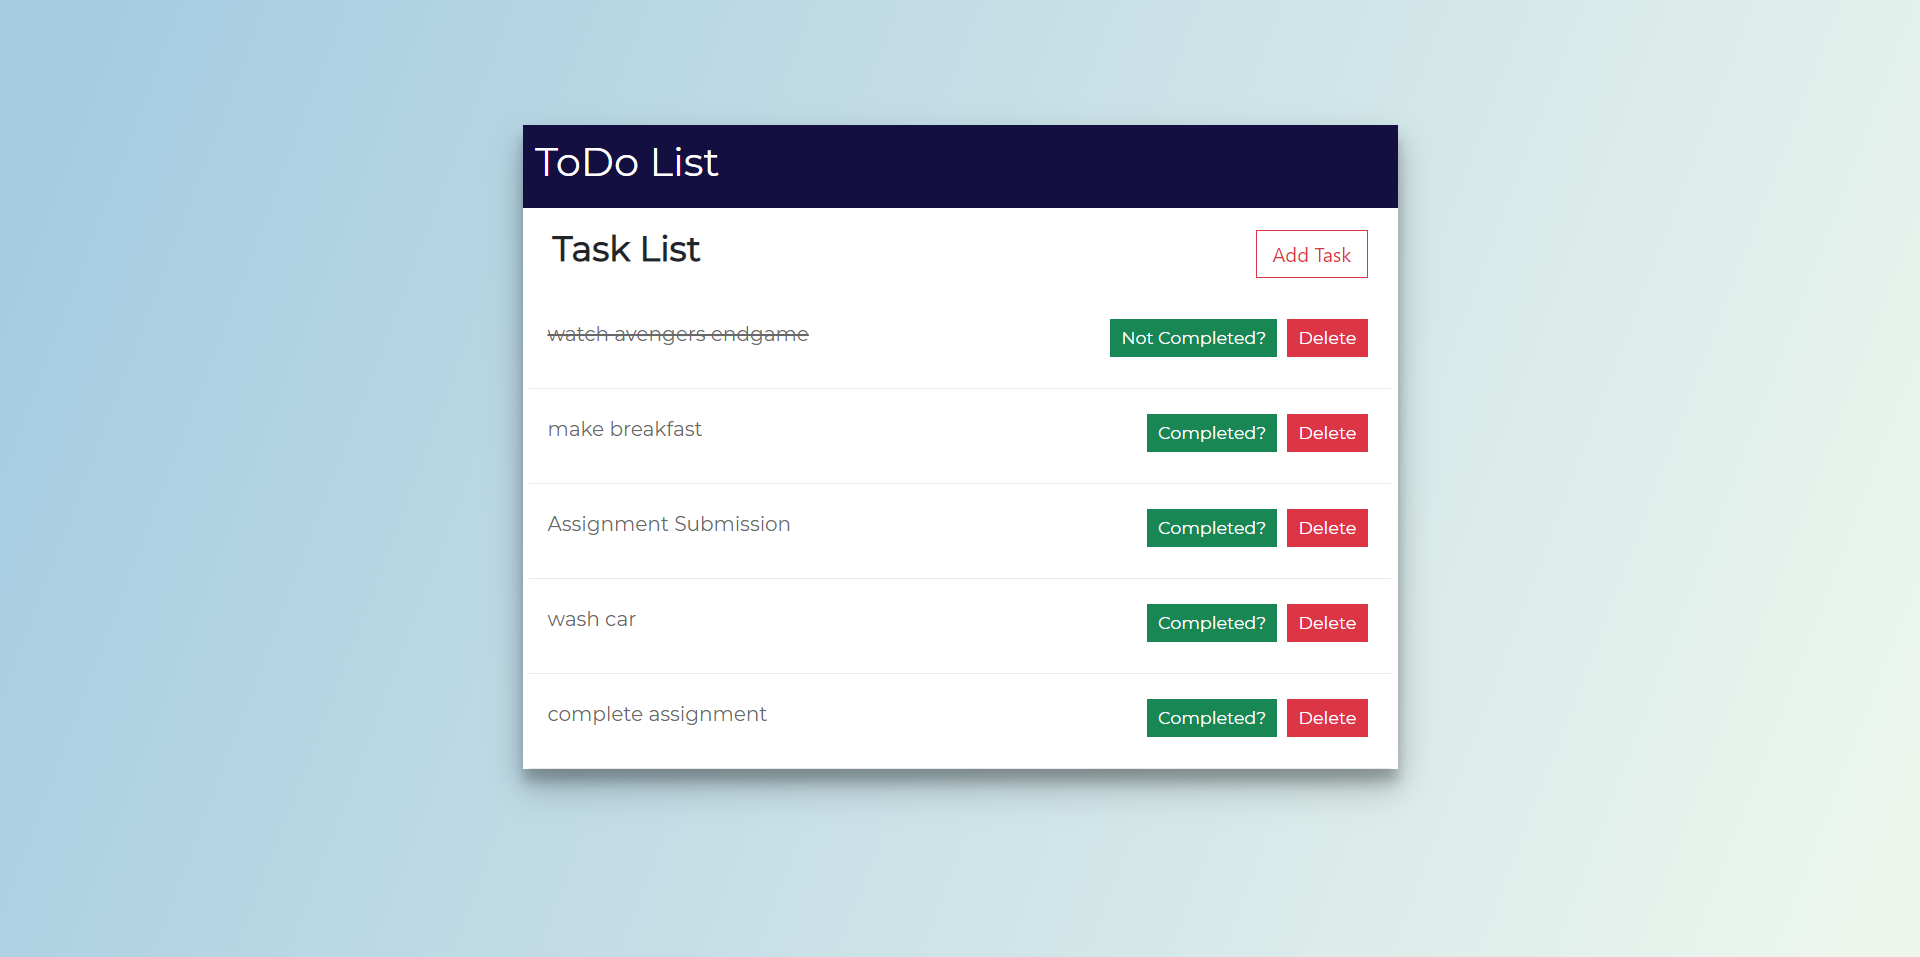 ToDo List
Task List Add Task
watch avengers endgame Not Completed? Delete
make breakfast Completed? Delete
Assignment Submission Completed? Delete
wash car Completed? Delete
complete assignment Completed? Delete